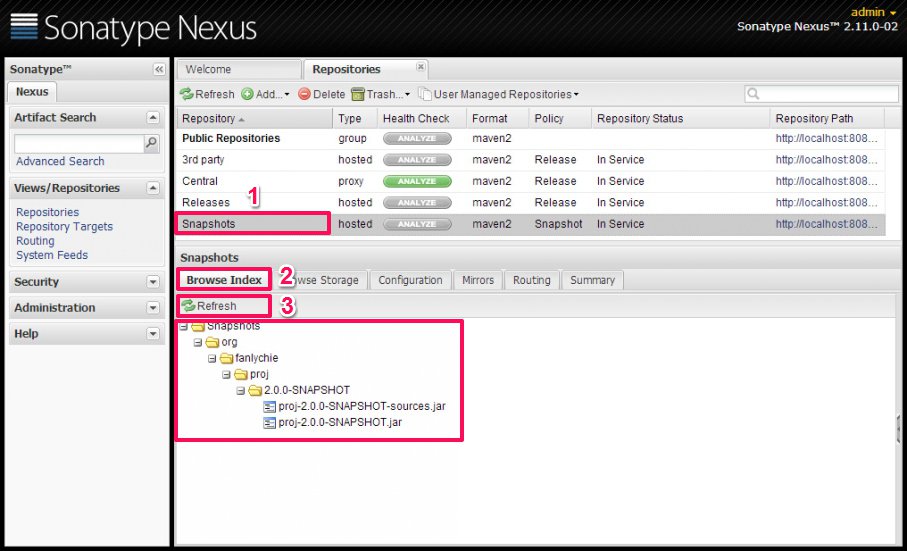 Sonatype Nexus
admin
Sonatype Nexus™ 2.11.0-02
Sonatype™
Nexus
Artifact Search
Advanced Search
Views/Repositories
Repositories
Repository Targets
Routing
System Feeds
Security
Administration
Help
Welcome Repositories
Refresh Add... Delete Trash... User Managed Repositories
Repository Type Health Check Format Policy Repository Status Repository Path
Public Repositories group ANALYZE maven2 http://localhost:808...
3rd party hosted ANALYZE maven2 Release In Service http://localhost:808...
Central proxy ANALYZE maven2 Release In Service http://localhost:808...
1
Releases hosted ANALYZE maven2 Release In Service http://localhost:808...
Snapshots hosted ANALYZE maven2 Snapshot In Service http://localhost:808...
Snapshots
Browse Index 2 wse Storage Configuration Mirrors Routing Summary
Refresh 3
Snapshots
org
fanlychie
proj
2.0.0-SNAPSHOT
proj-2.0.0-SNAPSHOT-sources.jar
proj-2.0.0-SNAPSHOT.jar